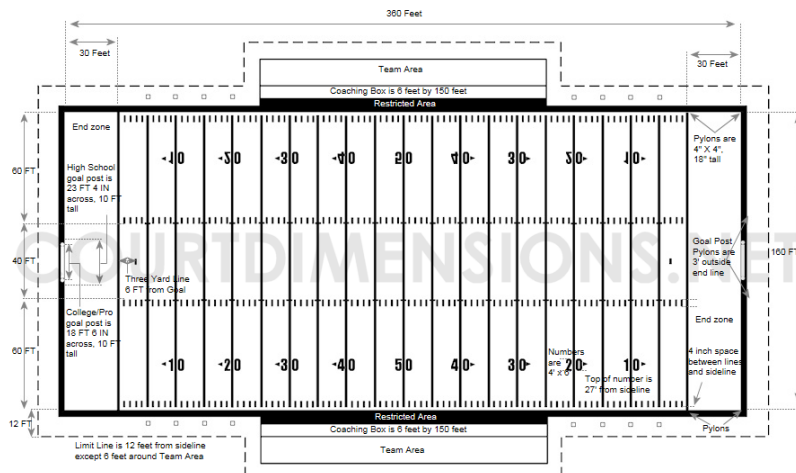 360 Feet
30 Feet
30 Feet
Team Area
Coaching Box is 6 feet by 150 feet
Restricted Area
End zone
Pylons are
4" X 4",
18" tall
10 20 30 40 50 40 30 20 10
60 FT
High School
goal post is
23 FT 4 IN
across, 10 FT
tall
COURTDIMENSIONS.NET
40 FT
Goal Post
Pylons are
3' outside
end line
160 FT
Three Yard Line
6 FT from Goal
College/Pro
goal post is
18 FT 6 IN
across, 10 FT
tall
End zone
60 FT
Numbers
are
4' x 6'
4 inch space
between lines
and sideline
10 20 30 40 50 40 30 20 10
Top of number is
27' from sideline
12 FT
Restricted Area
Coaching Box is 6 feet by 150 feet
Pylons
Limit Line is 12 feet from sideline
except 6 feet around Team Area
Team Area